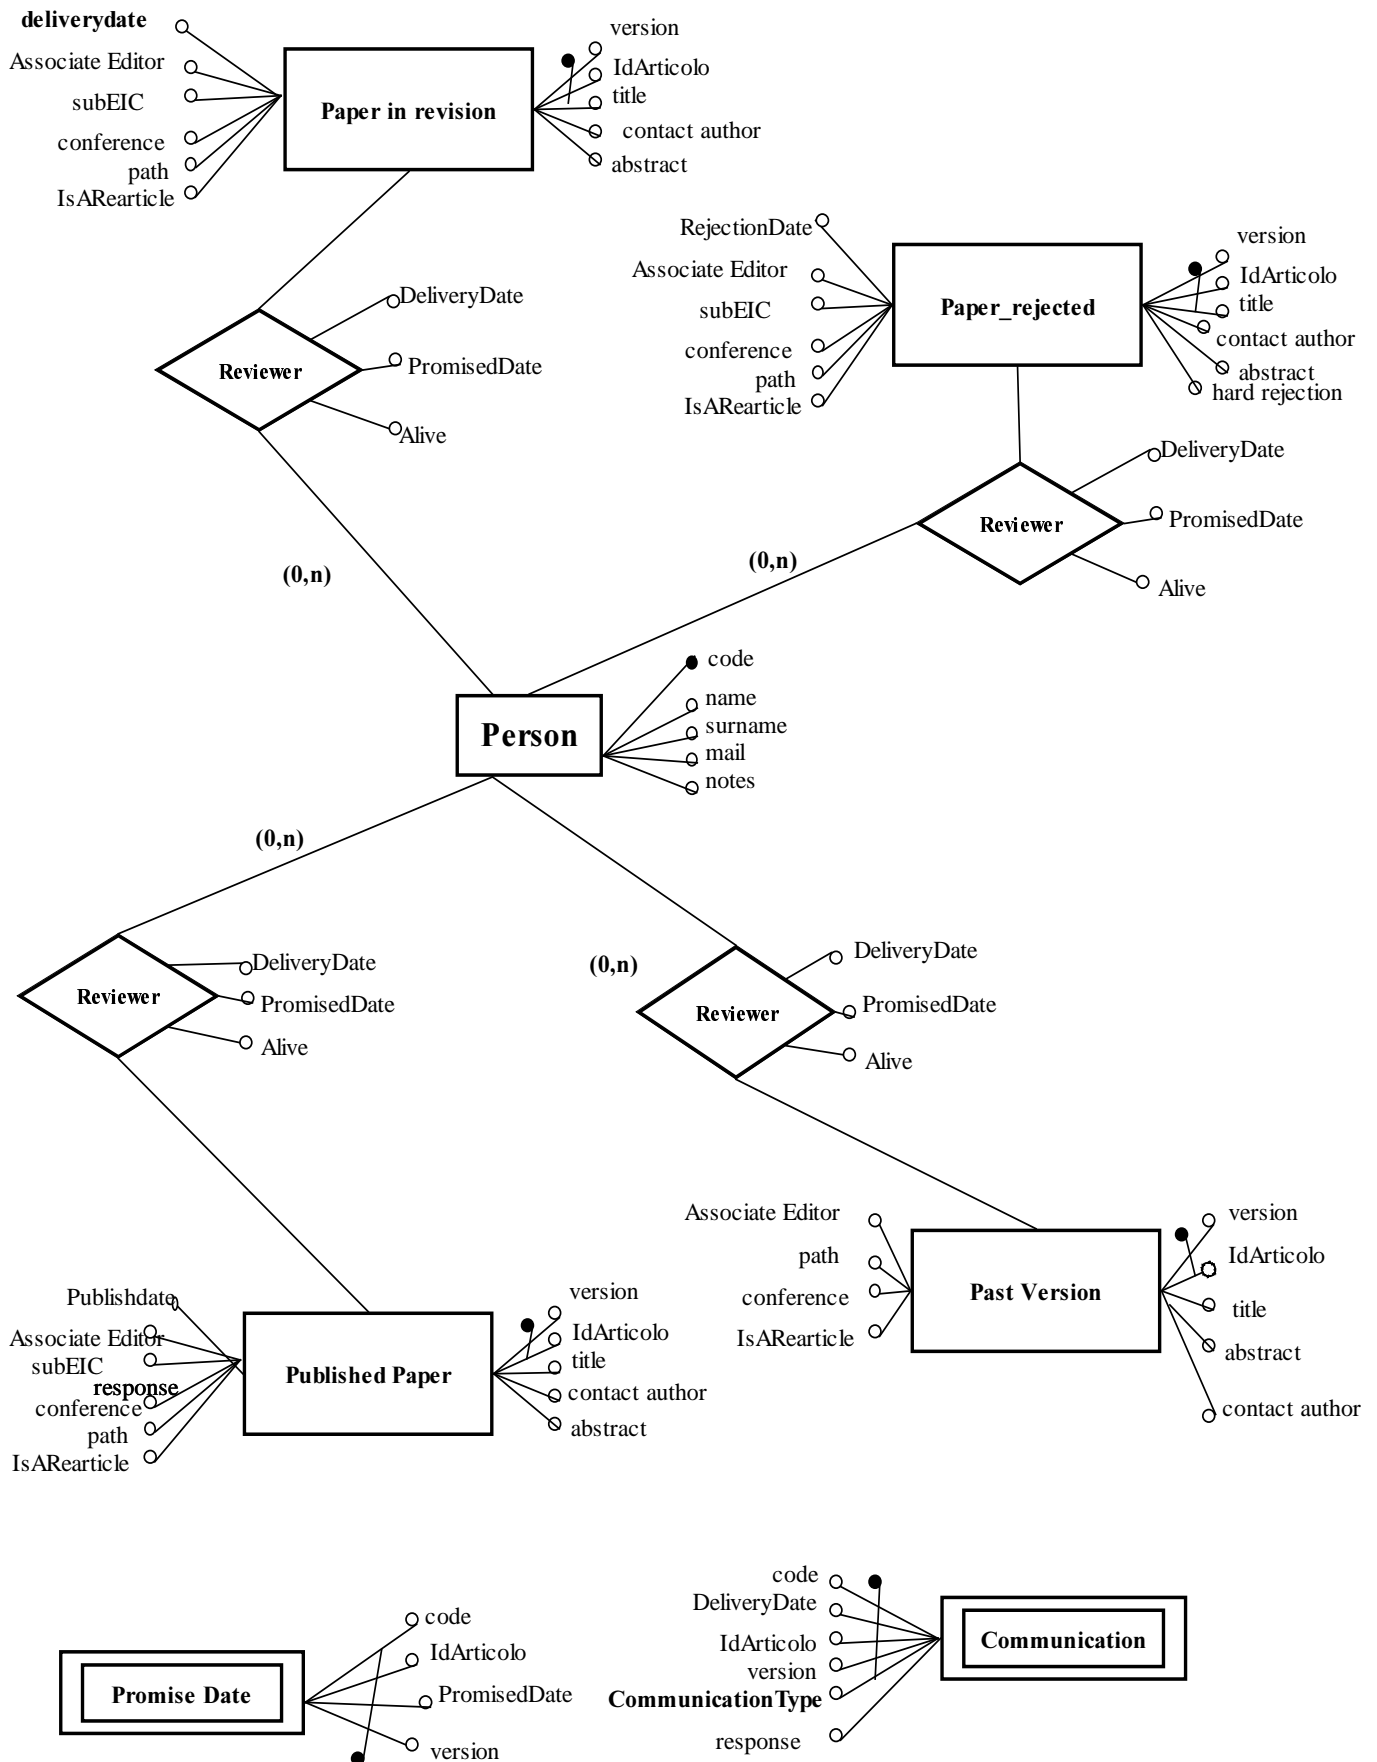 deliverydate
Associate Editor
subEIC
conference
path
IsARearticle
Paper in revision
version
IdArticolo
title
contact author
abstract
DeliveryDate
PromisedDate
Alive
Reviewer
(0,n)
RejectionDate
Associate Editor
subEIC
conference
path
IsARearticle
Paper_rejected
version
IdArticolo
title
contact author
abstract
hard rejection
DeliveryDate
PromisedDate
Alive
Reviewer
(0,n)
Person
code
name
surname
mail
notes
(0,n)
Reviewer
DeliveryDate
PromisedDate
Alive
(0,n)
Reviewer
DeliveryDate
PromisedDate
Alive
Publishdate
Associate Editor
subEIC
response
conference
path
IsARearticle
Published Paper
version
IdArticolo
title
contact author
abstract
Associate Editor
path
conference
IsARearticle
Past Version
version
IdArticolo
title
abstract
contact author
Promise Date
code
IdArticolo
PromisedDate
version
code
DeliveryDate
IdArticolo
version
CommunicationType
response
Communication